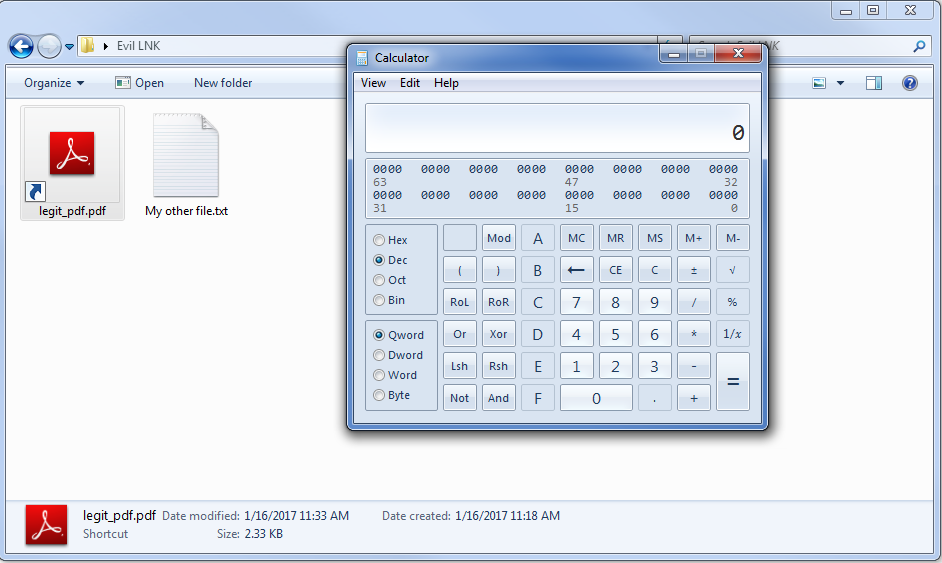 Evil LNK
Organize Open New folder
legit_pdf.pdf
My other file.txt
Calculator
View Edit Help
0
0000 0000 0000 0000 0000 0000 0000 0000
63 47 32
0000 0000 0000 0000 0000 0000 0000 0000
31 15 0
Hex
Dec
Oct
Bin
Qword
Dword
Word
Byte
Mod A MC MR MS M+ M-
( ) B ← CE C ± √
RoL RoR C 7 8 9 / %
Or Xor D 4 5 6 * 1/x
Lsh Rsh E 1 2 3 - =
Not And F 0 . +
legit_pdf.pdf Date modified: 1/16/2017 11:33 AM Date created: 1/16/2017 11:18 AM
Shortcut Size: 2.33 KB